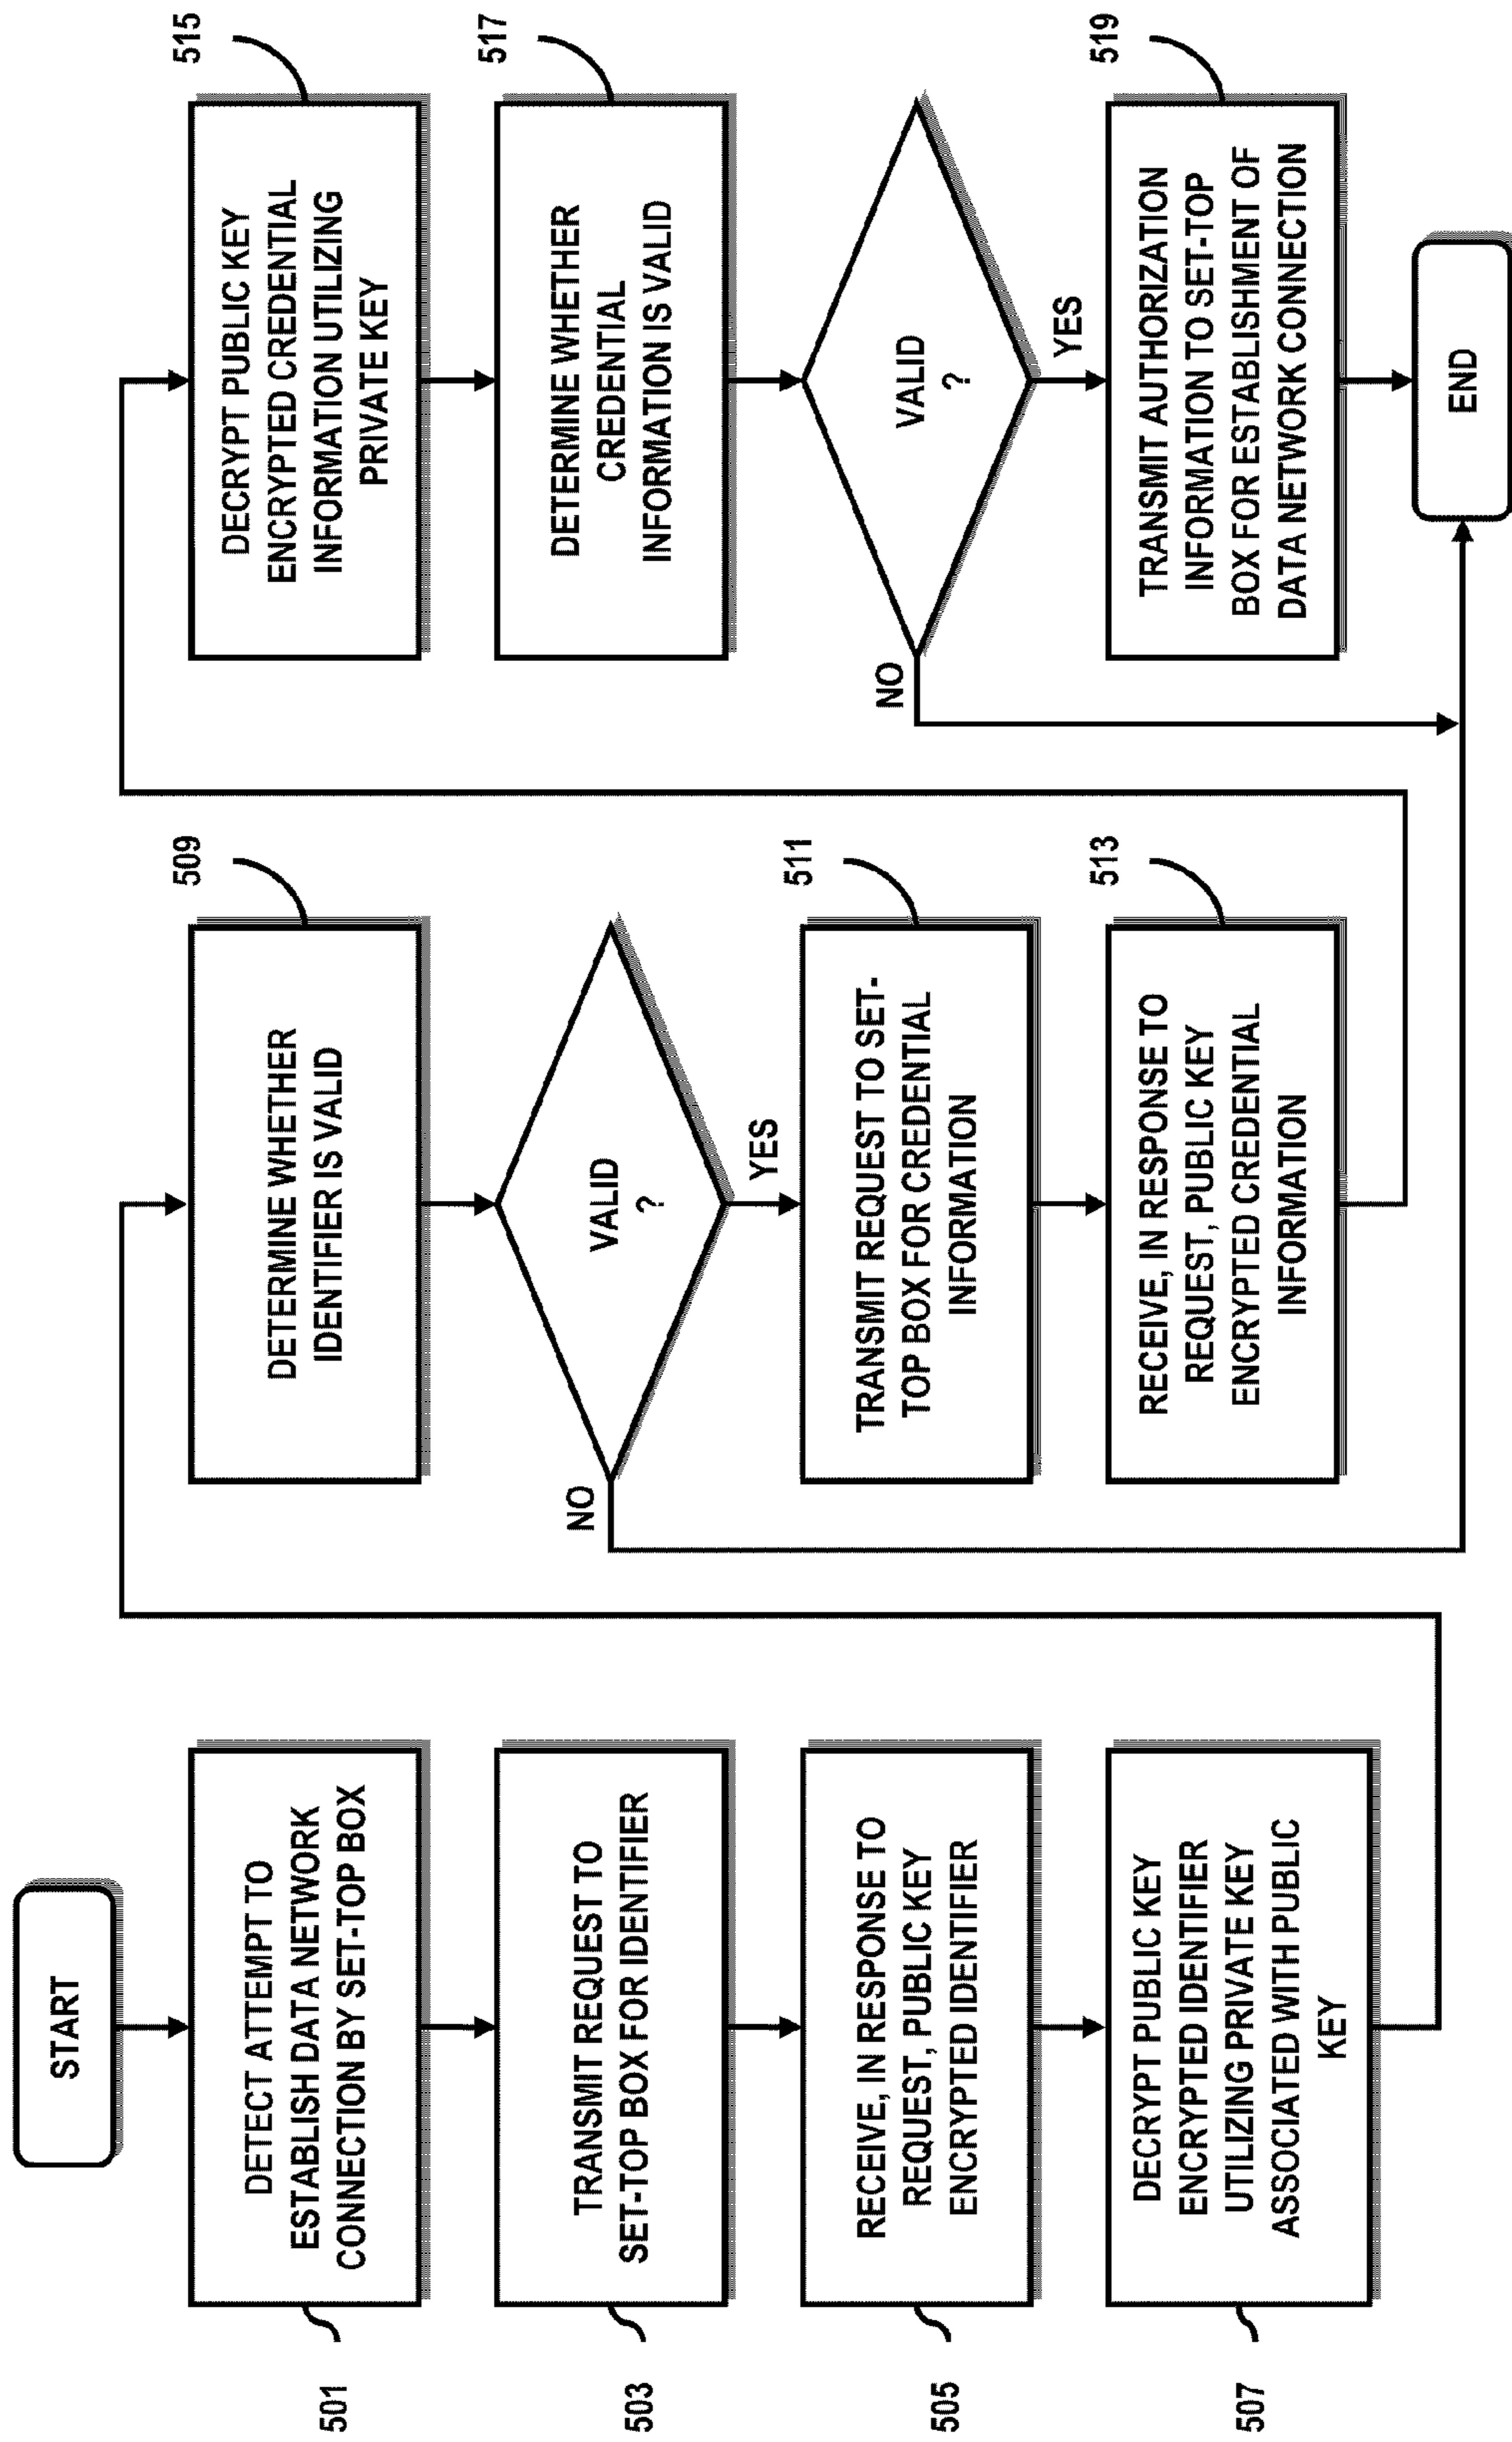 START
DETECT ATTEMPT TO
ESTABLISH DATA NETWORK
CONNECTION BY SET-TOP BOX
501
TRANSMIT REQUEST TO
SET-TOP BOX FOR IDENTIFIER
503
RECEIVE, IN RESPONSE TO
REQUEST, PUBLIC KEY
ENCRYPTED IDENTIFIER
505
DECRYPT PUBLIC KEY
ENCRYPTED IDENTIFIER
UTILIZING PRIVATE KEY
ASSOCIATED WITH PUBLIC
KEY
507
509
DETERMINE WHETHER
IDENTIFIER IS VALID
VALID
?
NO
YES
511
TRANSMIT REQUEST TO SET-
TOP BOX FOR CREDENTIAL
INFORMATION
513
RECEIVE, IN RESPONSE TO
REQUEST, PUBLIC KEY
ENCRYPTED CREDENTIAL
INFORMATION
515
DECRYPT PUBLIC KEY
ENCRYPTED CREDENTIAL
INFORMATION UTILIZING
PRIVATE KEY
517
DETERMINE WHETHER
CREDENTIAL
INFORMATION IS VALID
VALID
?
NO
YES
519
TRANSMIT AUTHORIZATION
INFORMATION TO SET-TOP
BOX FOR ESTABLISHMENT OF
DATA NETWORK CONNECTION
END